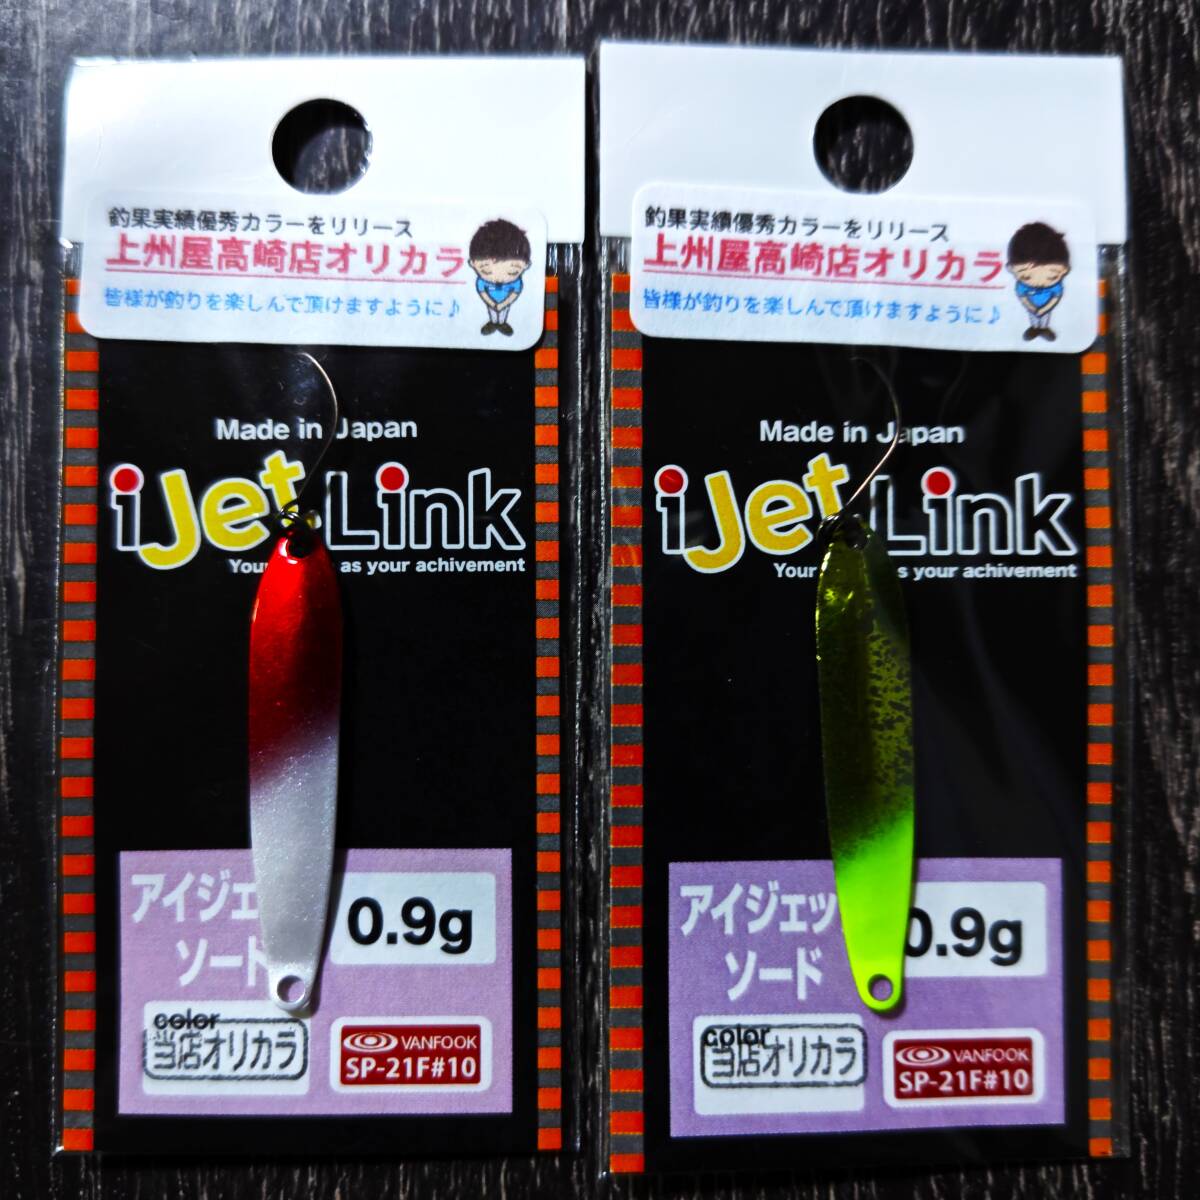 釣果実績優秀カラーをリリース
上州屋高崎店オリカラ
皆様が釣りを楽しんで頂けますように♪
Made in Japan
iJet Link
Your as your achivement
アイジェ
ソード
0.9g
color
当店オリカラ
VANFOOK
SP-21F#10
釣果実績優秀カラーをリリース
上州屋高崎店オリカラ
皆様が釣りを楽しんで頂けますように♪
Made in Japan
iJet Link
Your s your achivement
アイジェッ
ソード
0.9g
color
当店オリカラ
VANFOOK
SP-21F#10